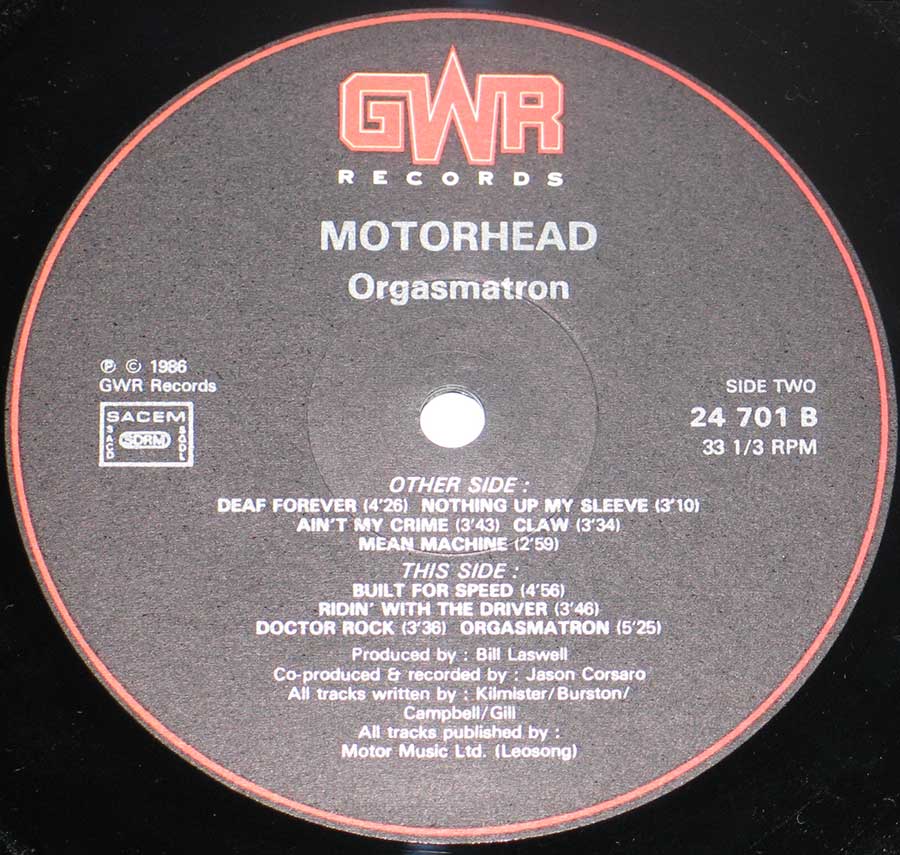 GWR
RECORDS
MOTORHEAD
Orgasmatron
℗ © 1986
GWR Records
SACEM
SACD SDRM SGDL
SIDE TWO
24 701 B
33 1/3 RPM
OTHER SIDE :
DEAF FOREVER (4'26) NOTHING UP MY SLEEVE (3'10)
AIN'T MY CRIME (3'43) CLAW (3'34)
MEAN MACHINE (2'59)
THIS SIDE :
BUILT FOR SPEED (4'56)
RIDIN' WITH THE DRIVER (3'46)
DOCTOR ROCK (3'36) ORGASMATRON (5'25)
Produced by : Bill Laswell
Co-produced & recorded by : Jason Corsaro
All tracks written by : Kilmister/Burston/
Campbell/Gill
All tracks published by :
Motor Music Ltd. (Leosong)